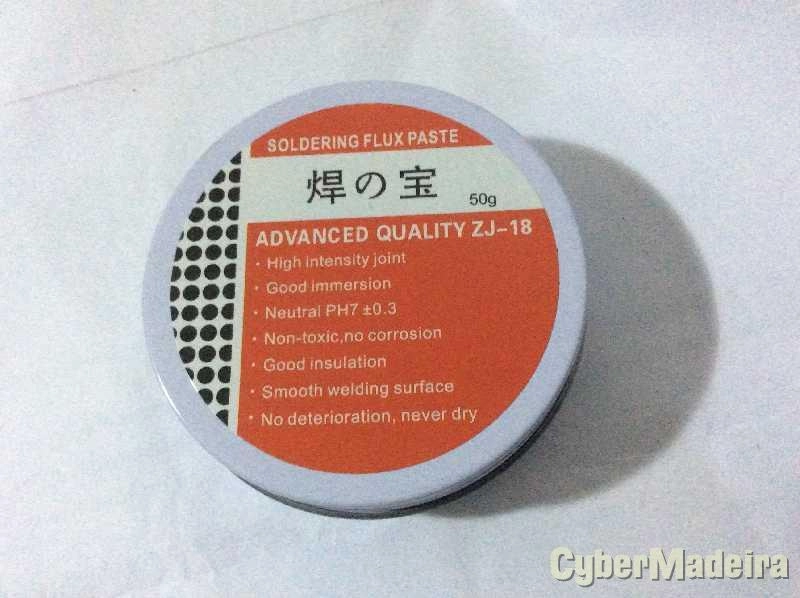 SOLDERING FLUX PASTE
焊の宝
50g
ADVANCED QUALITY ZJ-18
· High intensity joint
· Good immersion
· Neutral PH7 ±0.3
· Non-toxic,no corrosion
· Good insulation
· Smooth welding surface
· No deterioration, never dry
CyberMadeira